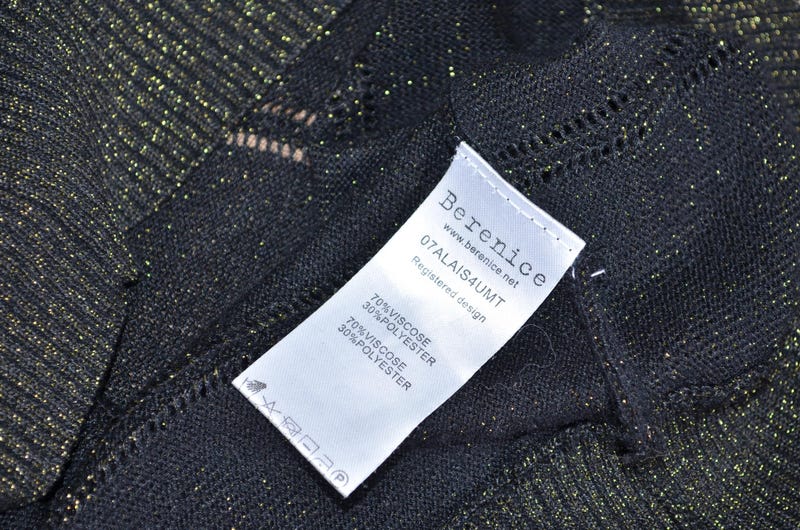 Berenice
www.berenice.net
07ALAIS4UMT
Registered design
70%VISCOSE
30%POLYESTER
70%VISCOSE
30%POLYESTER
P